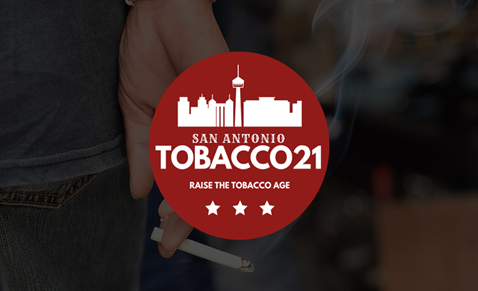 SAN ANTONIO
TOBACCO21
RAISE THE TOBACCO AGE